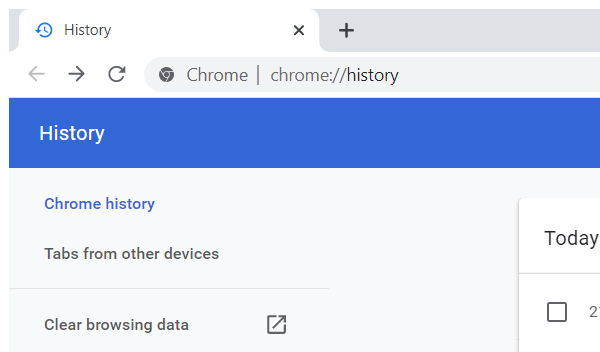 History
Chrome | chrome://history
History
Chrome history
Tabs from other devices
Clear browsing data
Today